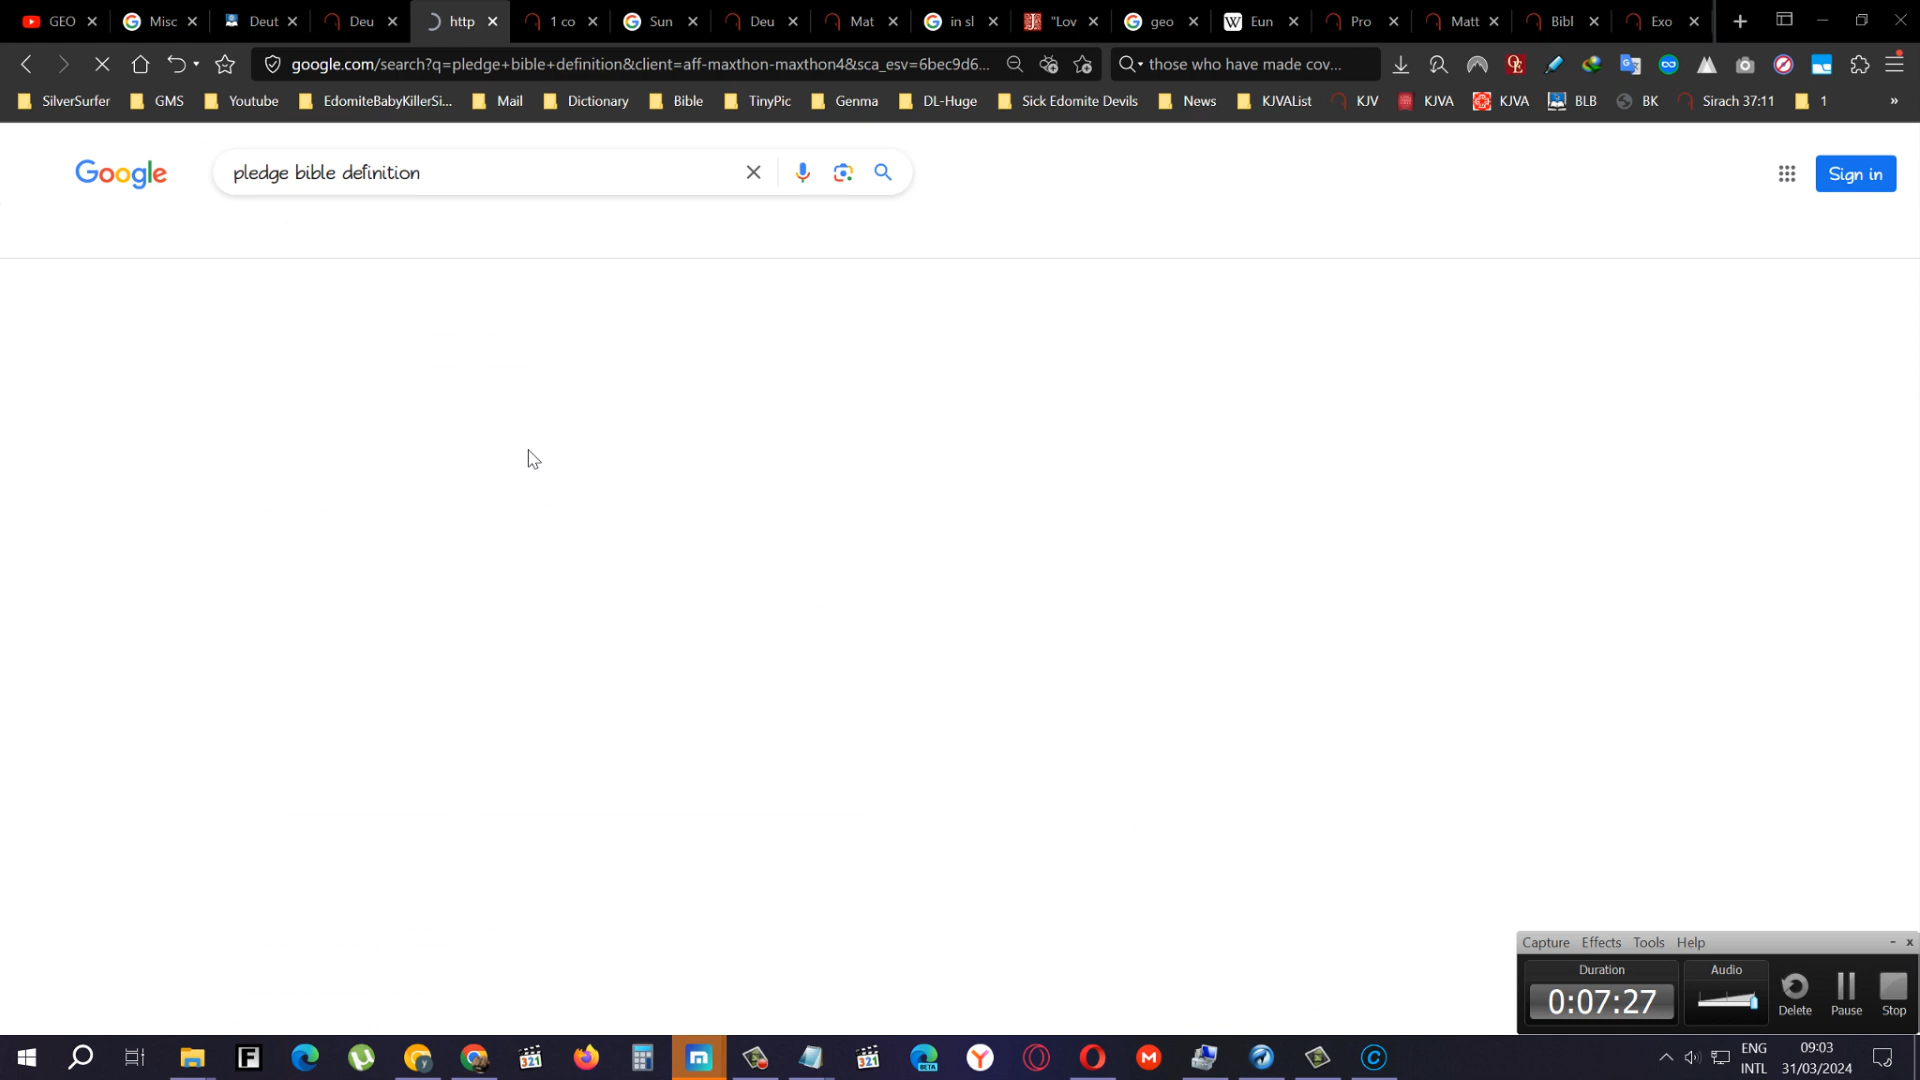 GEO Misc Deut Deu http 1 co Sun Deu Mat in sl "Lov geo Eun Pro Matt Bibl Exo
google.com/search?q=pledge+bible+definition&client=aff-maxthon-maxthon4&sca_esv=6bec9d6... those who have made cov...
SilverSurfer GMS Youtube EdomiteBabyKillerSi... Mail Dictionary Bible TinyPic Genma DL-Huge Sick Edomite Devils News KJVAList KJV KJVA KJVA BLB BK Sirach 37:11 1 »
Google pledge bible definition Sign in
Capture Effects Tools Help
Duration Audio
0:07:27 Delete Pause Stop
ENG 09:03
INTL 31/03/2024